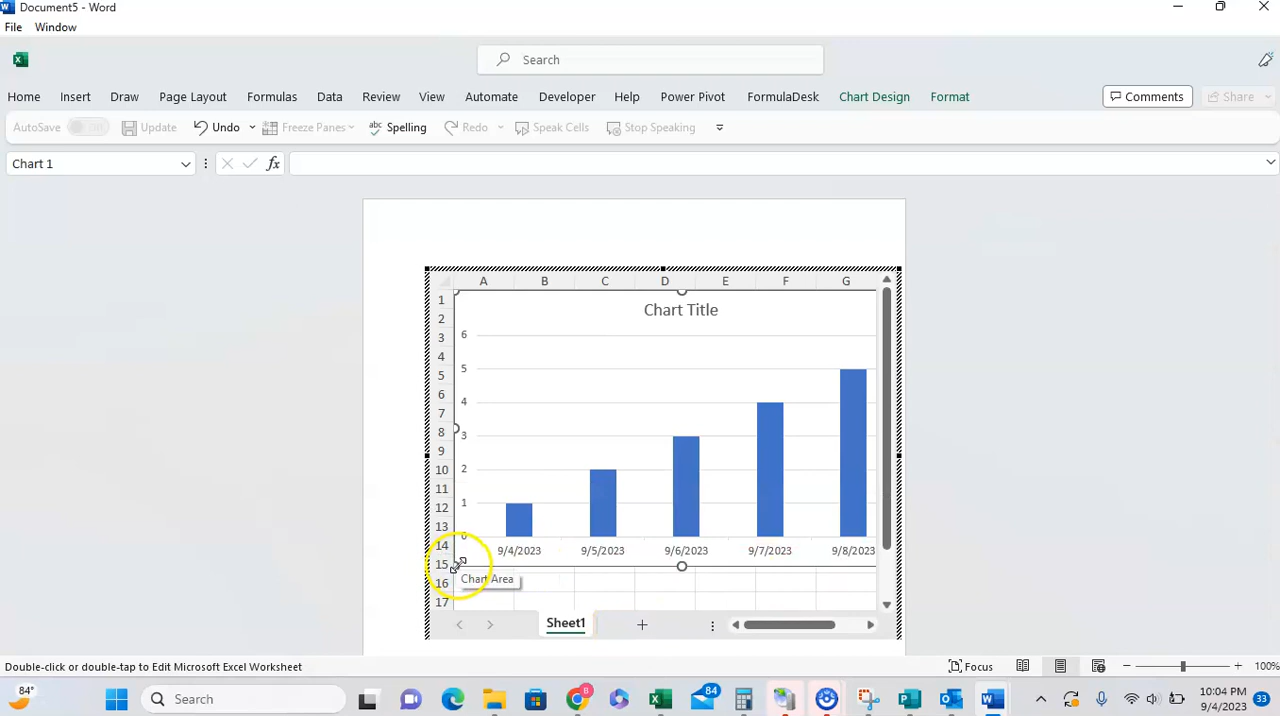 Document5 - Word
File Window
Search
Home Insert Draw Page Layout Formulas Data Review View Automate Developer Help Power Pivot FormulaDesk Chart Design Format Comments Share
AutoSave Off Update Undo Freeze Panes abc Spelling Redo Speak Cells Stop Speaking
Chart 1 fx
A B C D E F G
1
2
3
4
5
6
7
8
9
10
11
12
13
14
15
16
17
Chart Title
6
5
4
3
2
1
0
9/4/2023 9/5/2023 9/6/2023 9/7/2023 9/8/2023
Chart Area
Sheet1
Double-click or double-tap to Edit Microsoft Excel Worksheet Focus 100%
84° Search 8 84 10:04 PM 33
9/4/2023